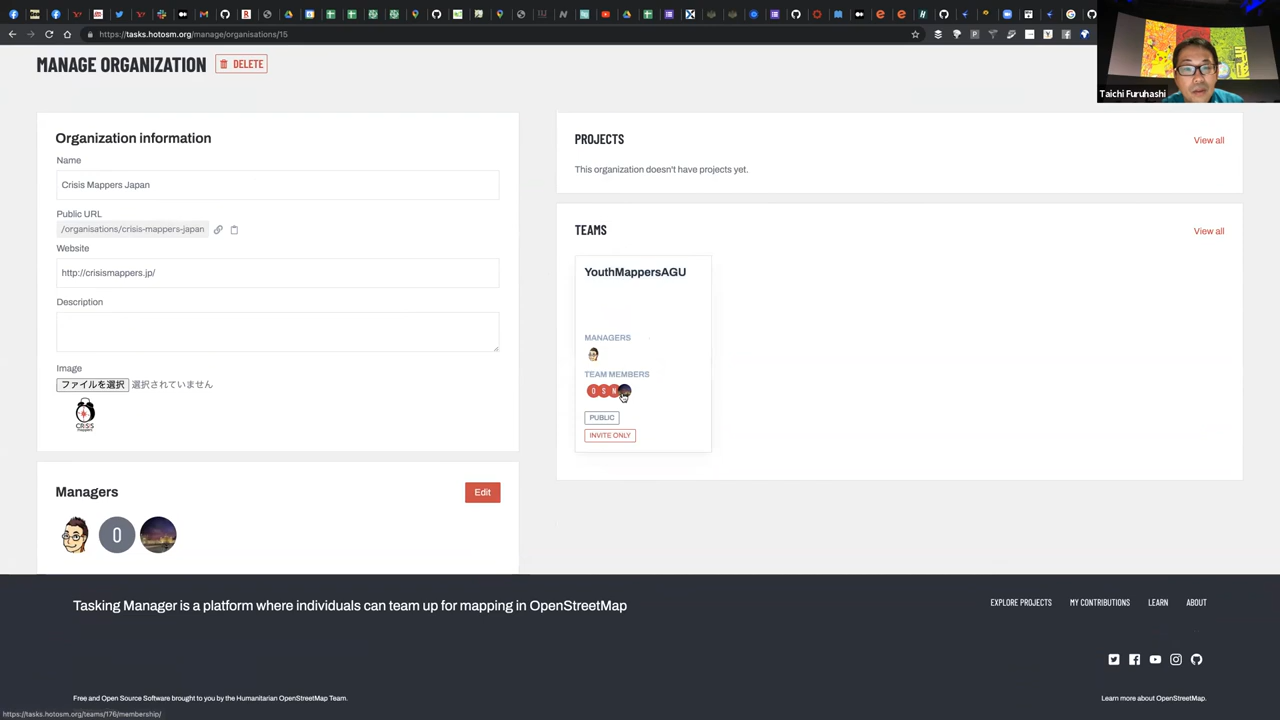 https://tasks.hotosm.org/manage/organisations/15
Taichi Furuhashi
MANAGE ORGANIZATION
DELETE
Organization information
Name
Crisis Mappers Japan
Public URL
/organisations/crisis-mappers-japan
Website
http://crisismappers.jp/
Description
Image
ファイルを選択 選択されていません
CRISIS
mappers
Managers
Edit
O
PROJECTS
View all
This organization doesn't have projects yet.
TEAMS
View all
YouthMappersAGU
MANAGERS
TEAM MEMBERS
O S N
PUBLIC
INVITE ONLY
Tasking Manager is a platform where individuals can team up for mapping in OpenStreetMap
EXPLORE PROJECTS MY CONTRIBUTIONS LEARN ABOUT
Free and Open Source Software brought to you by the Humanitarian OpenStreetMap Team.
Learn more about OpenStreetMap.
https://tasks.hotosm.org/teams/176/membership/